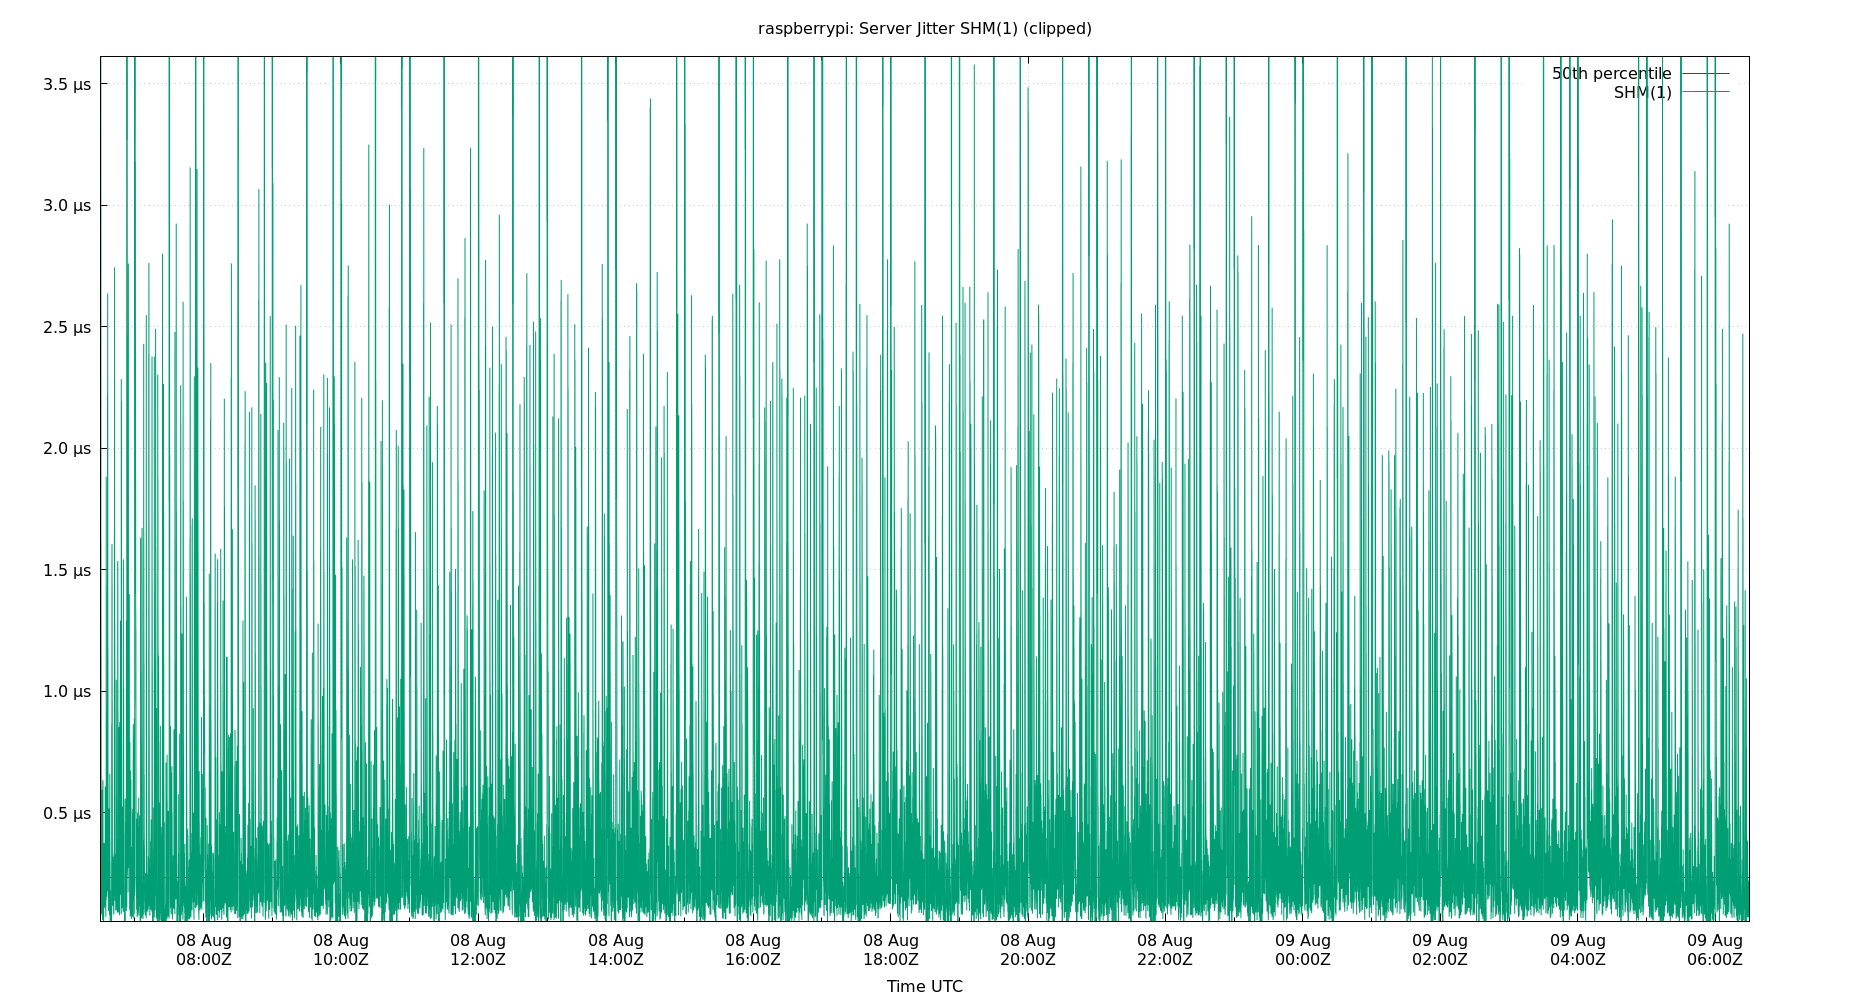 raspberrypi: Server Jitter SHM(1) (clipped)
50th percentile
SHM(1)
3.5 µs
3.0 µs
2.5 µs
2.0 µs
1.5 µs
1.0 µs
0.5 µs
08 Aug 08 Aug 08 Aug 08 Aug 08 Aug 08 Aug 08 Aug 08 Aug 09 Aug 09 Aug 09 Aug 09 Aug
08:00Z 10:00Z 12:00Z 14:00Z 16:00Z 18:00Z 20:00Z 22:00Z 00:00Z 02:00Z 04:00Z 06:00Z
Time UTC